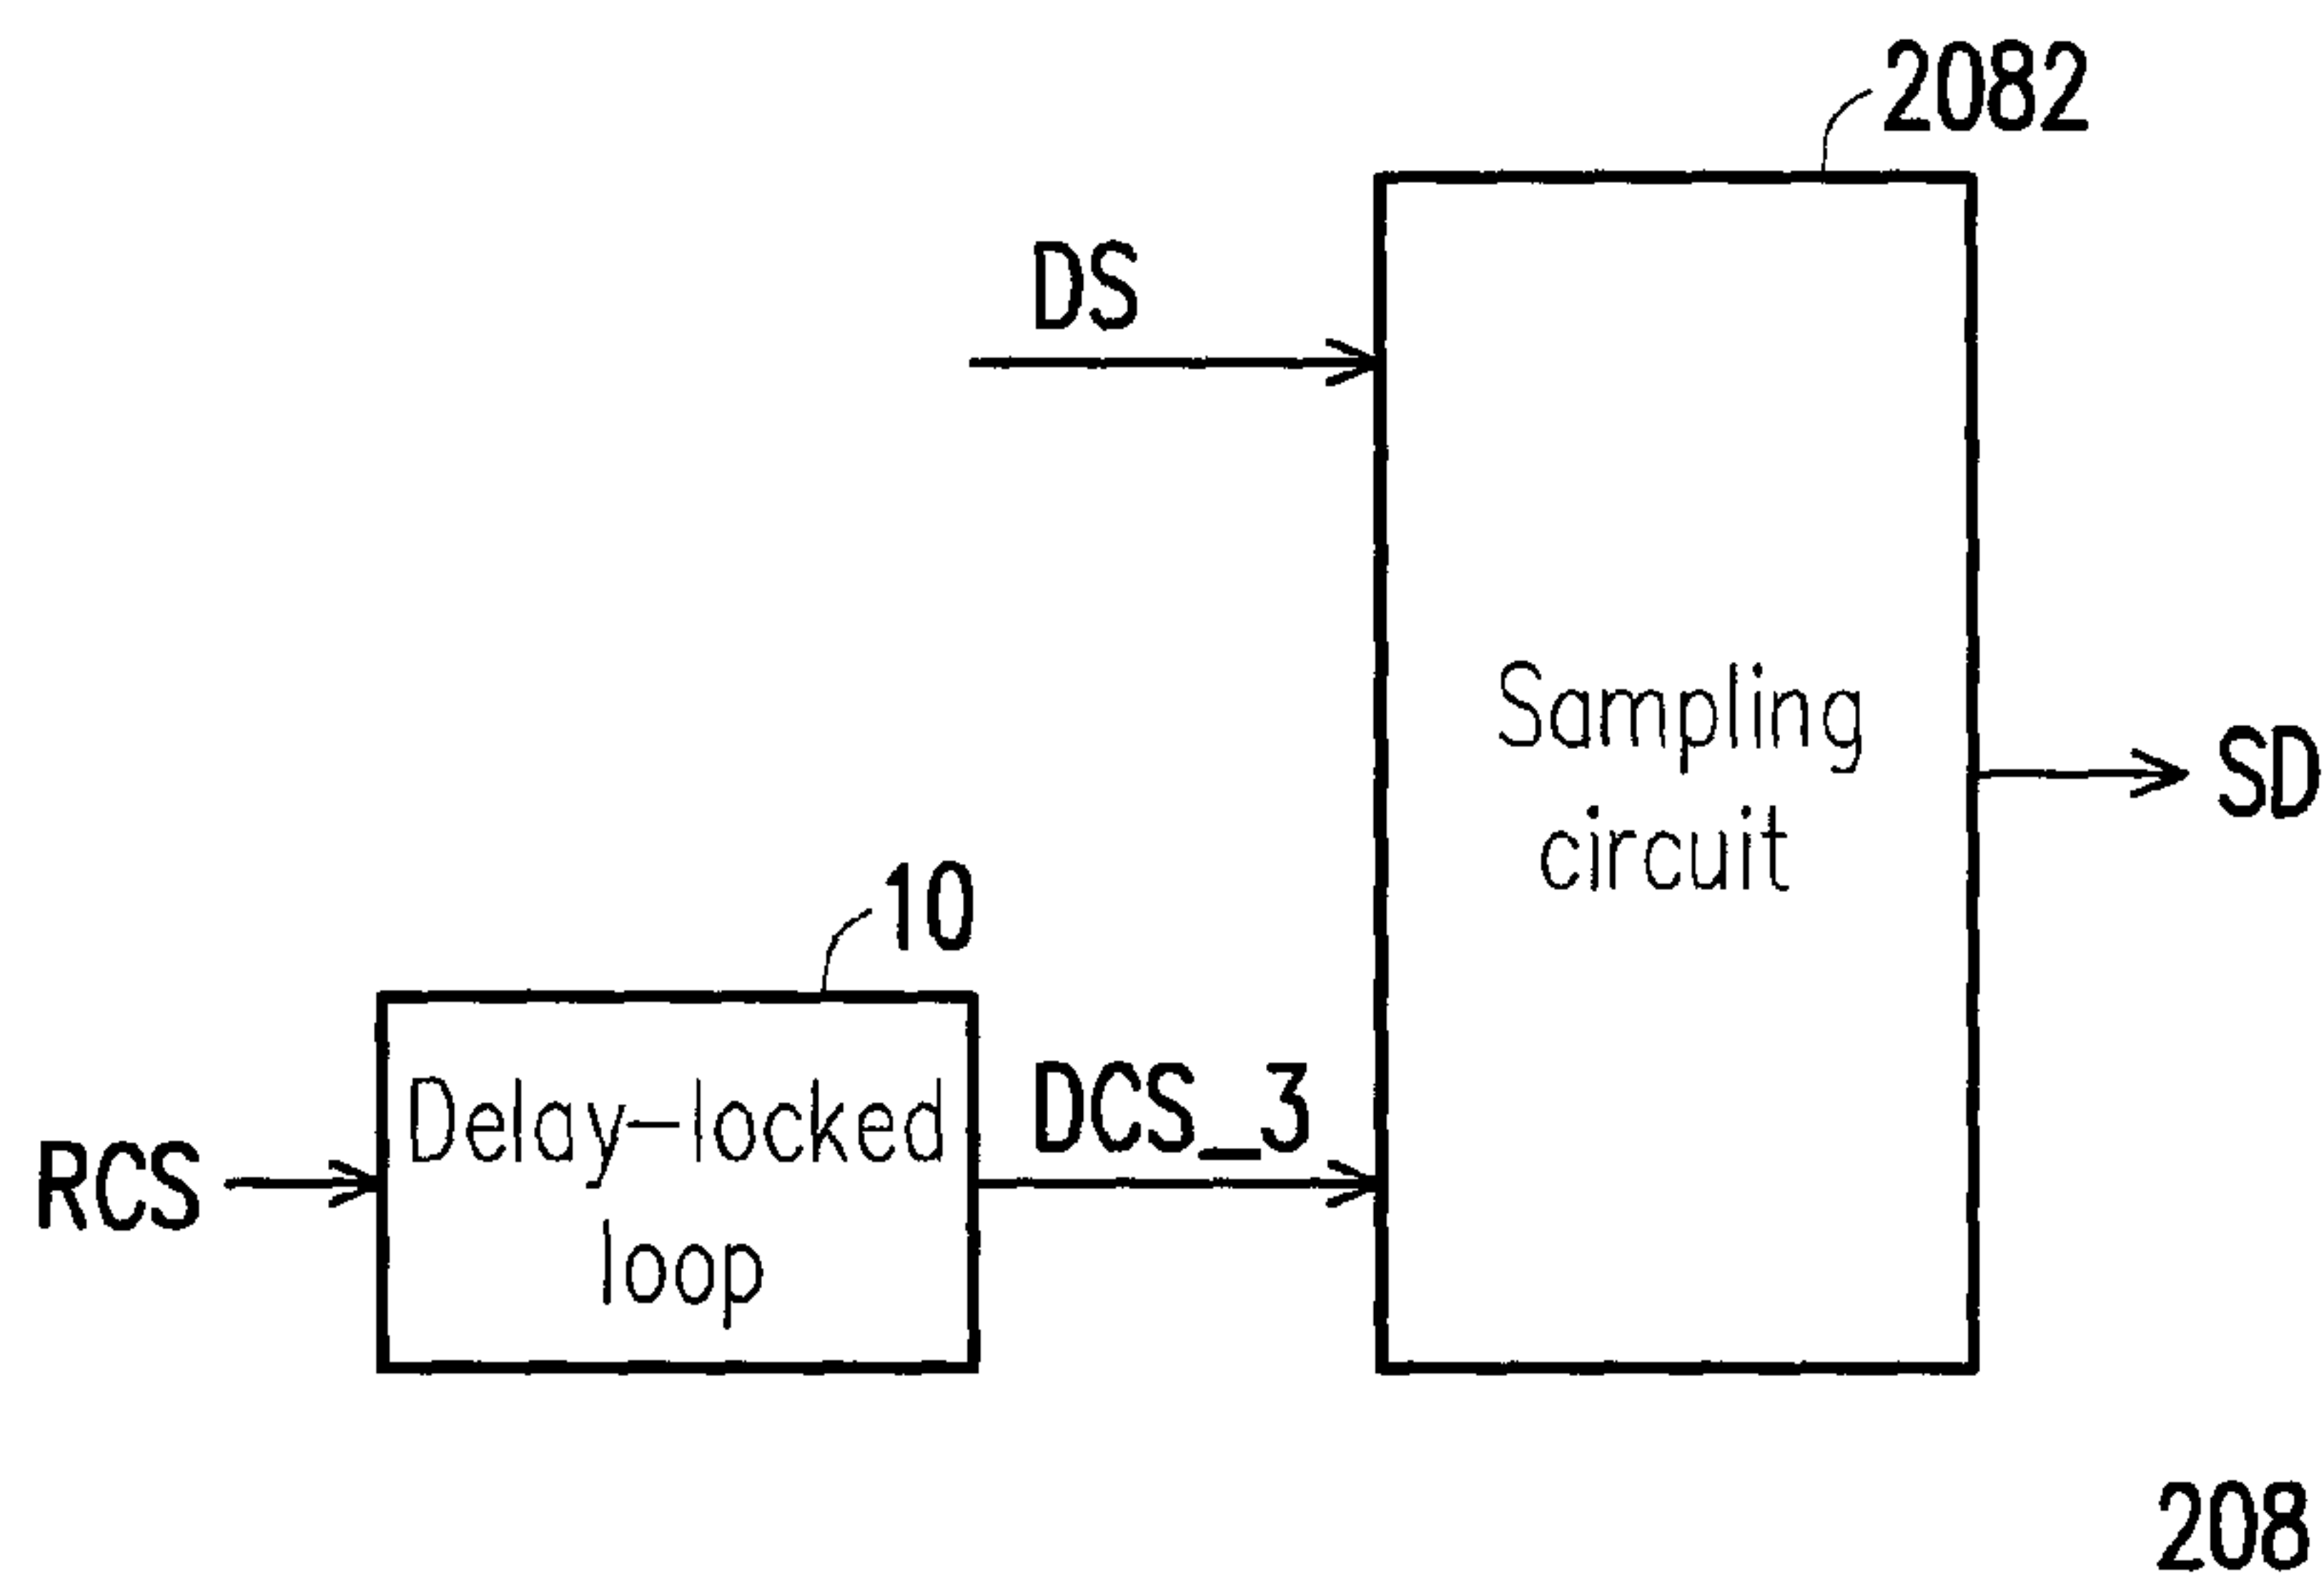 2082
DS
Sampling
circuit
SD
10
Delay-locked
loop
DCS_3
RCS
208